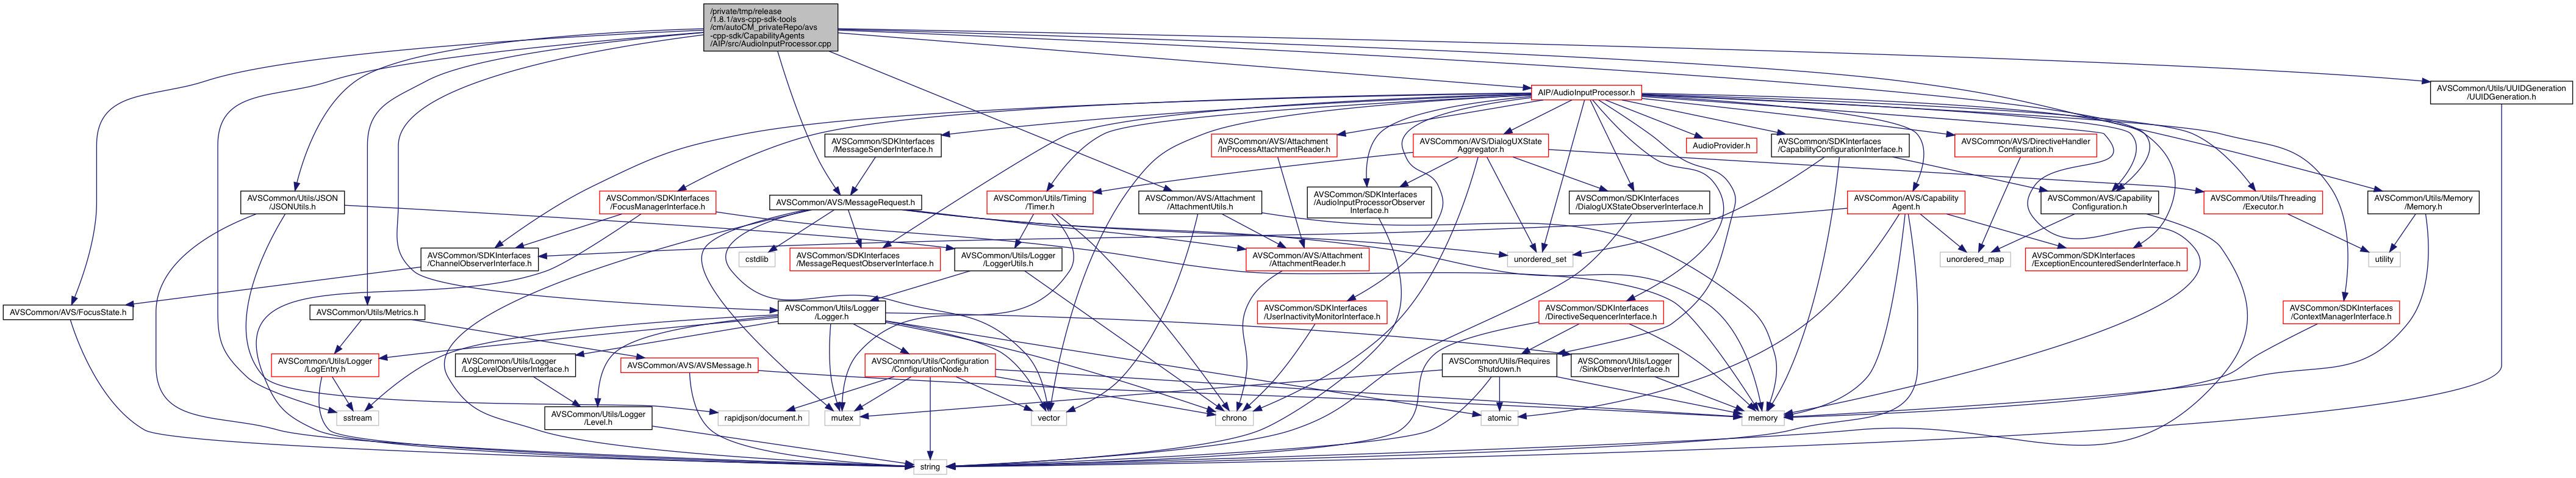 /private/tmp/release
/1.8.1/avs-cpp-sdk-tools
/cm/autoCM_privateRepo/avs
-cpp-sdk/CapabilityAgents
/AIP/src/AudioInputProcessor.cpp
AIP/AudioInputProcessor.h
AVSCommon/Utils/UUIDGeneration
/UUIDGeneration.h
AVSCommon/SDKInterfaces
/MessageSenderInterface.h
AVSCommon/AVS/Attachment
/InProcessAttachmentReader.h
AVSCommon/AVS/DialogUXState
Aggregator.h
AudioProvider.h
AVSCommon/SDKInterfaces
/CapabilityConfigurationInterface.h
AVSCommon/AVS/DirectiveHandler
Configuration.h
AVSCommon/Utils/JSON
/JSONUtils.h
AVSCommon/SDKInterfaces
/FocusManagerInterface.h
AVSCommon/AVS/MessageRequest.h
AVSCommon/Utils/Timing
/Timer.h
AVSCommon/AVS/Attachment
/AttachmentUtils.h
AVSCommon/SDKInterfaces
/AudioInputProcessorObserver
Interface.h
AVSCommon/SDKInterfaces
/DialogUXStateObserverInterface.h
AVSCommon/AVS/Capability
Agent.h
AVSCommon/AVS/Capability
Configuration.h
AVSCommon/Utils/Threading
/Executor.h
AVSCommon/Utils/Memory
/Memory.h
AVSCommon/SDKInterfaces
/ChannelObserverInterface.h
cstdlib
AVSCommon/SDKInterfaces
/MessageRequestObserverInterface.h
AVSCommon/Utils/Logger
/LoggerUtils.h
AVSCommon/AVS/Attachment
/AttachmentReader.h
unordered_set
unordered_map
AVSCommon/SDKInterfaces
/ExceptionEncounteredSenderInterface.h
utility
AVSCommon/AVS/FocusState.h
AVSCommon/Utils/Metrics.h
AVSCommon/Utils/Logger
/Logger.h
AVSCommon/SDKInterfaces
/UserInactivityMonitorInterface.h
AVSCommon/SDKInterfaces
/DirectiveSequencerInterface.h
AVSCommon/SDKInterfaces
/ContextManagerInterface.h
AVSCommon/Utils/Logger
/LogEntry.h
AVSCommon/Utils/Logger
/LogLevelObserverInterface.h
AVSCommon/AVS/AVSMessage.h
AVSCommon/Utils/Configuration
/ConfigurationNode.h
AVSCommon/Utils/Requires
Shutdown.h
AVSCommon/Utils/Logger
/SinkObserverInterface.h
sstream
AVSCommon/Utils/Logger
/Level.h
rapidjson/document.h
mutex
vector
chrono
atomic
memory
string